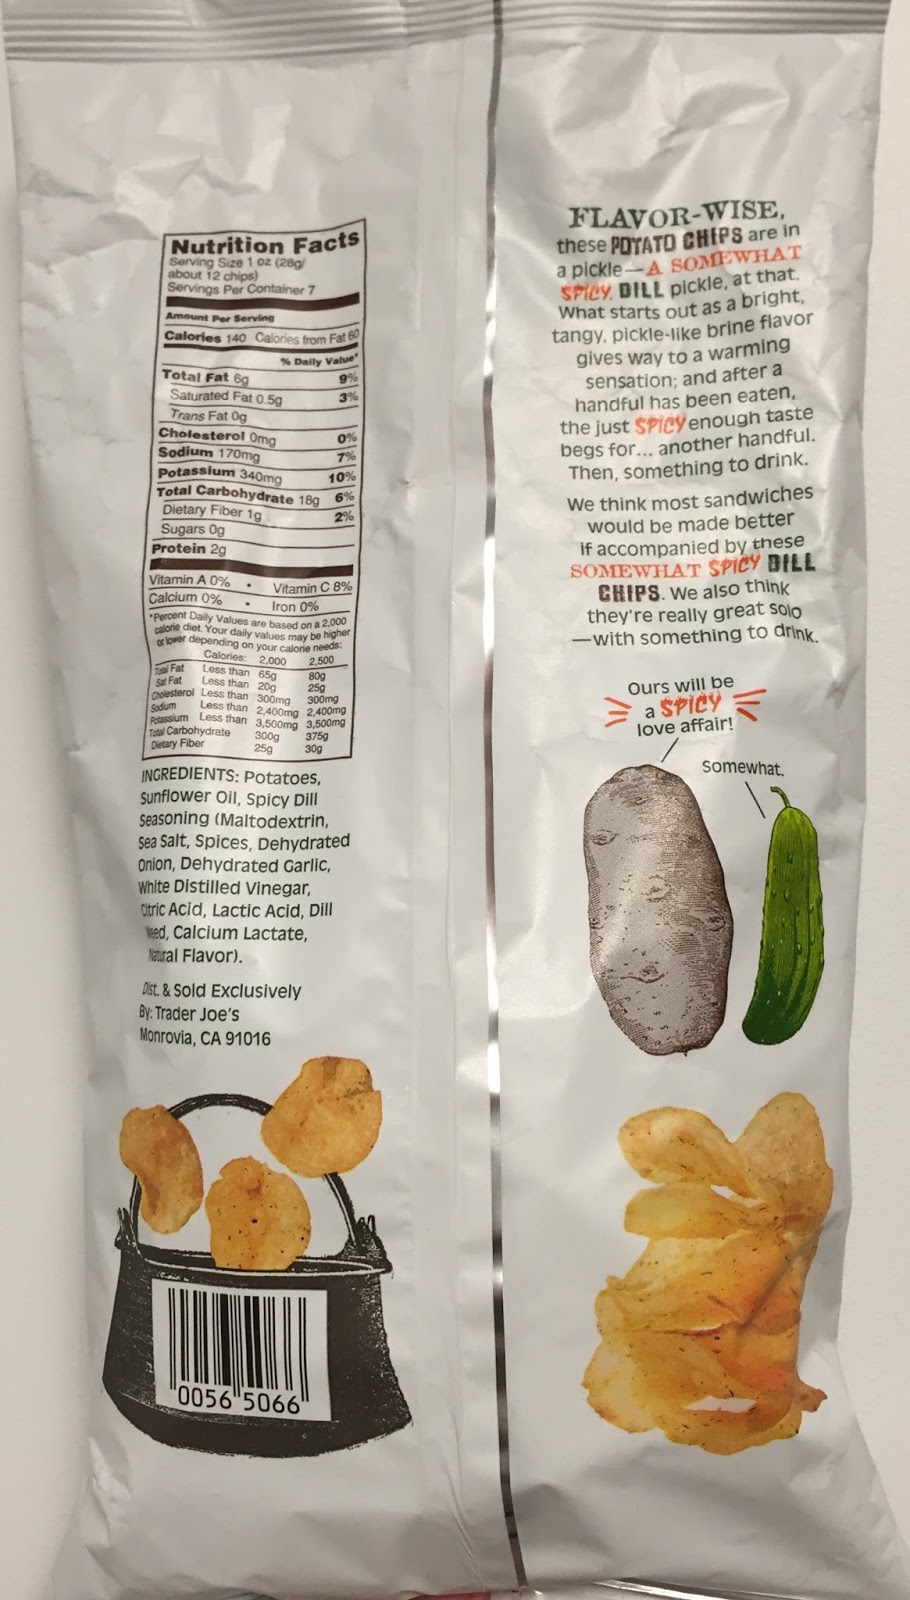 Nutrition Facts
Serving Size 1 oz (28g/
about 12 chips)
Servings Per Container 7
Amount Per Serving
Calories 140 Calories from Fat 60
% Daily Value*
Total Fat 6g 9%
Saturated Fat 0.5g 3%
Trans Fat 0g
Cholesterol 0mg 0%
Sodium 170mg 7%
Potassium 340mg 10%
Total Carbohydrate 18g 6%
Dietary Fiber 1g 2%
Sugars 0g
Protein 2g
Vitamin A 0% • Vitamin C 8%
Calcium 0% • Iron 0%
*Percent Daily Values are based on a 2,000
calorie diet. Your daily values may be higher
or lower depending on your calorie needs:
Calories: 2,000 2,500
Total Fat Less than 65g 80g
Sat Fat Less than 20g 25g
Cholesterol Less than 300mg 300mg
Sodium Less than 2,400mg 2,400mg
Potassium Less than 3,500mg 3,500mg
Total Carbohydrate 300g 375g
Dietary Fiber 25g 30g
INGREDIENTS: Potatoes,
Sunflower Oil, Spicy Dill
Seasoning (Maltodextrin,
Sea Salt, Spices, Dehydrated
Onion, Dehydrated Garlic,
White Distilled Vinegar,
Citric Acid, Lactic Acid, Dill
Weed, Calcium Lactate,
Natural Flavor).
Dist. & Sold Exclusively
By: Trader Joe's
Monrovia, CA 91016
0056 5066
FLAVOR-WISE,
these POTATO CHIPS are in
a pickle—A SOMEWHAT
SPICY DILL pickle, at that.
What starts out as a bright,
tangy, pickle-like brine flavor
gives way to a warming
sensation; and after a
handful has been eaten,
the just SPICY enough taste
begs for... another handful.
Then, something to drink.
We think most sandwiches
would be made better
if accompanied by these
SOMEWHAT SPICY DILL
CHIPS. We also think
they're really great solo
—with something to drink.
Ours will be
a SPICY
love affair!
Somewhat.